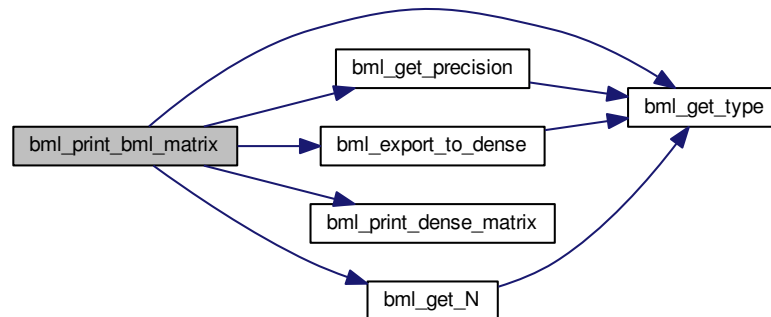 bml_get_precision
bml_get_type
bml_print_bml_matrix
bml_export_to_dense
bml_print_dense_matrix
bml_get_N